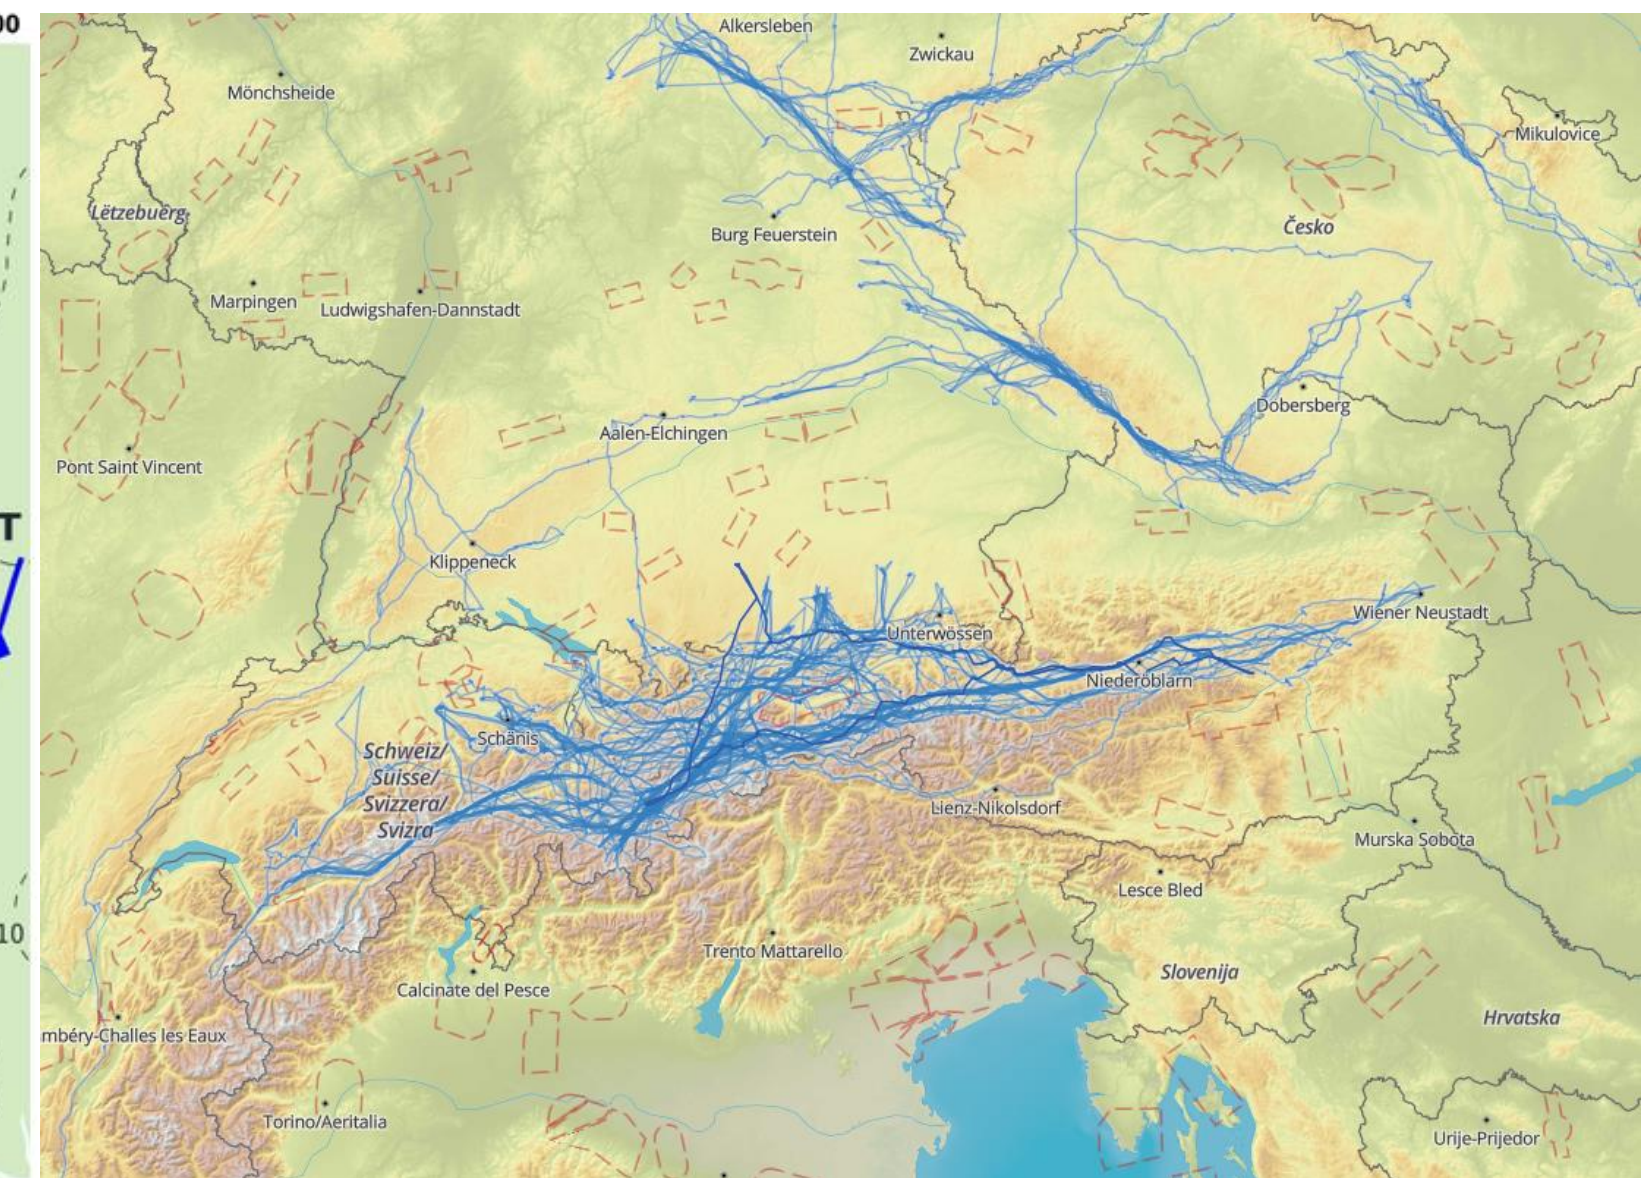 00
Alkersleben
Zwickau
Mönchsheide
Mikulovice
Lëtzebuerg
Burg Feuerstein
Česko
Marpingen
Ludwigshafen-Dannstadt
Dobersberg
Aalen-Elchingen
Pont Saint Vincent
T
Klippeneck
Wiener Neustadt
Unterwössen
Niederöblarn
Schänis
Schweiz/
Suisse/
Svizzera/
Svizra
Lienz-Nikolsdorf
Murska Sobota
Lesce Bled
10
Trento Mattarello
Slovenija
Calcinate del Pesce
Hrvatska
mbéry-Challes les Eaux
Torino/Aeritalia
Urije-Prijedor